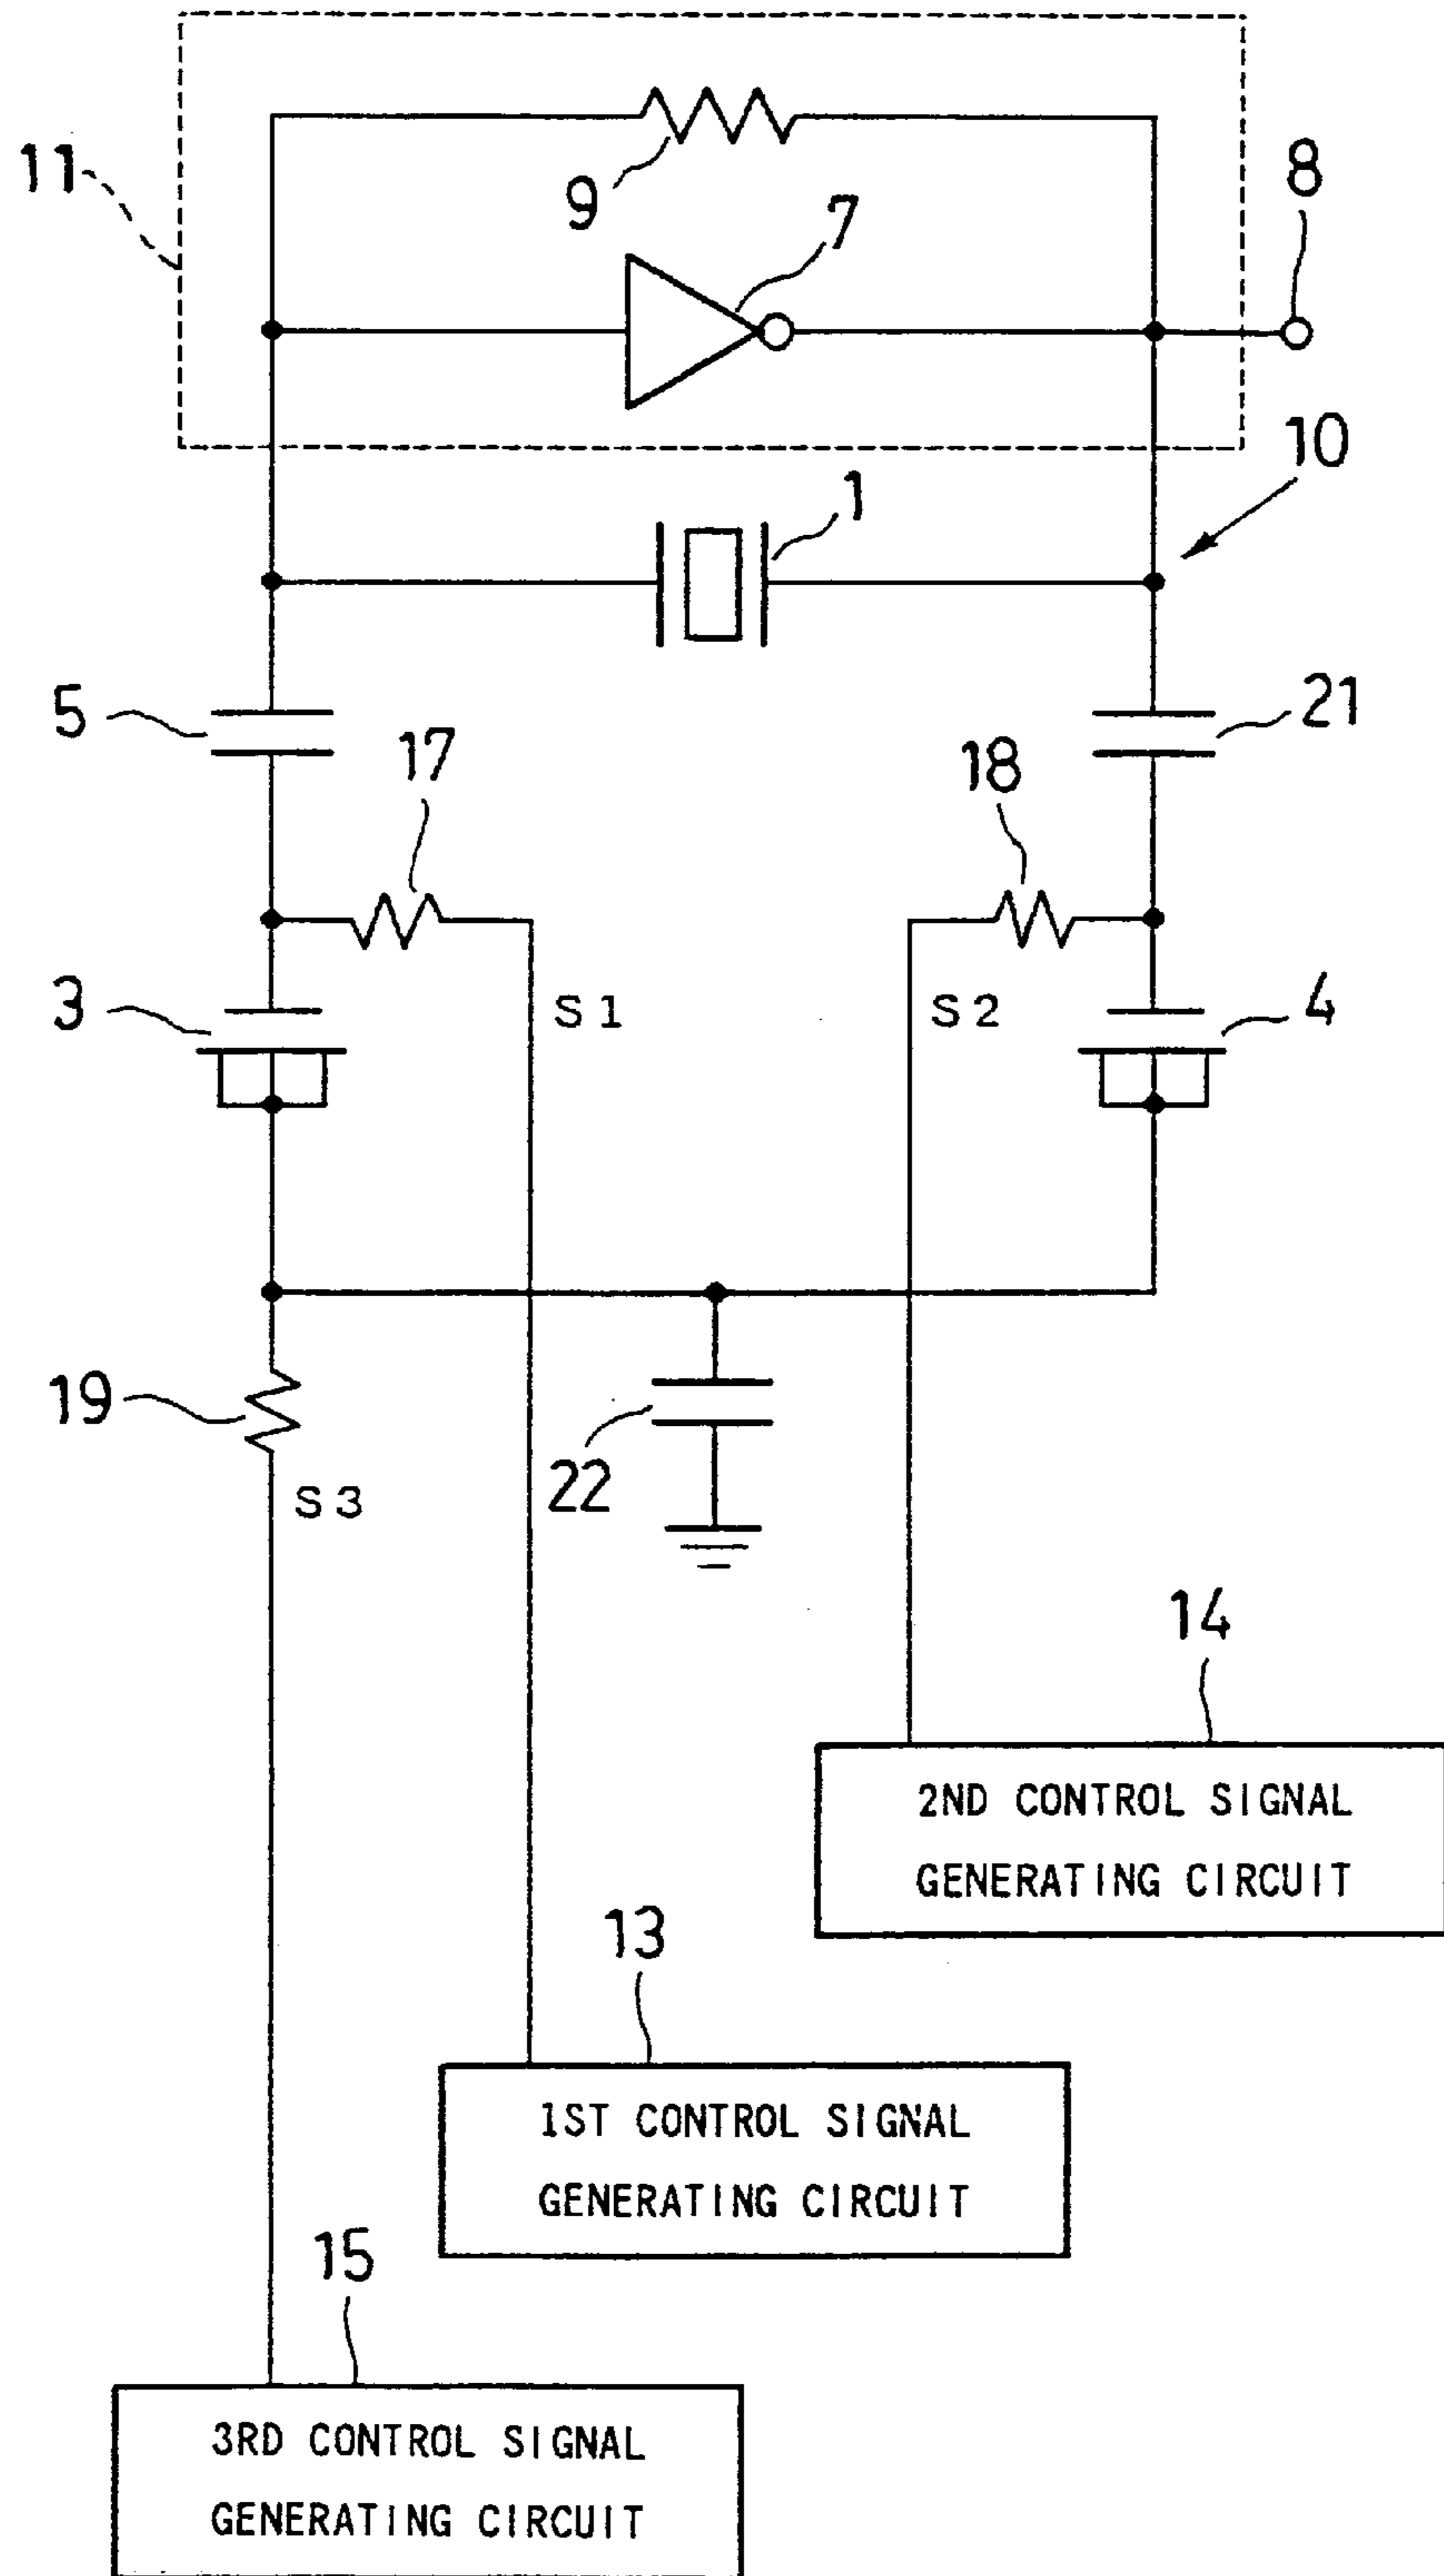 11
9
7
8
10
1
5
17
18
21
3
S1
S2
4
19
S3
22
14
2ND CONTROL SIGNAL
GENERATING CIRCUIT
13
1ST CONTROL SIGNAL
GENERATING CIRCUIT
15
3RD CONTROL SIGNAL
GENERATING CIRCUIT